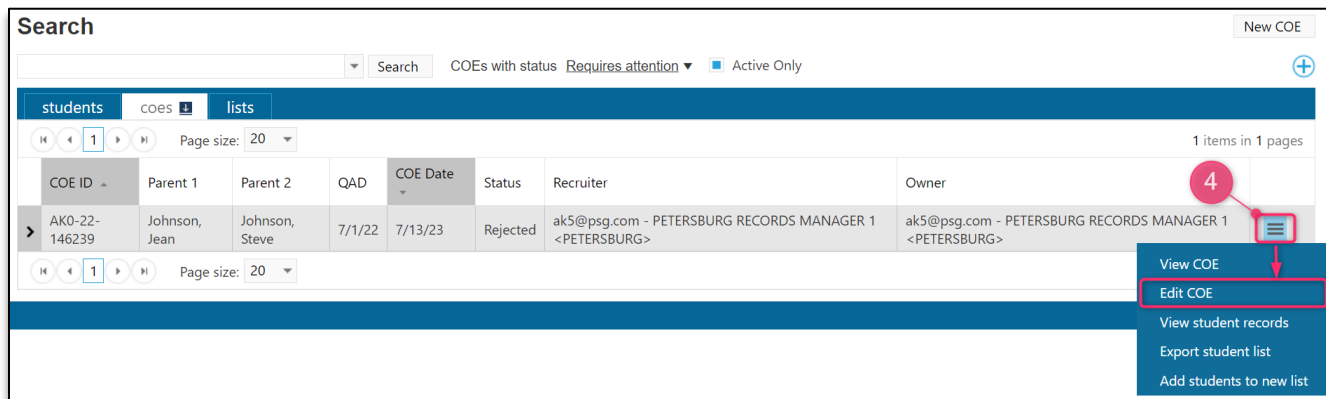 Search
New COE
Search COEs with status Requires attention ▼ Active Only
students coes lists
1 Page size: 20 1 items in 1 pages
COE ID Parent 1 Parent 2 QAD COE Date Status Recruiter Owner
4
AK0-22-146239 Johnson, Jean Johnson, Steve 7/1/22 7/13/23 Rejected ak5@psg.com - PETERSBURG RECORDS MANAGER 1 <PETERSBURG> ak5@psg.com - PETERSBURG RECORDS MANAGER 1 <PETERSBURG>
1 Page size: 20
View COE
Edit COE
View student records
Export student list
Add students to new list